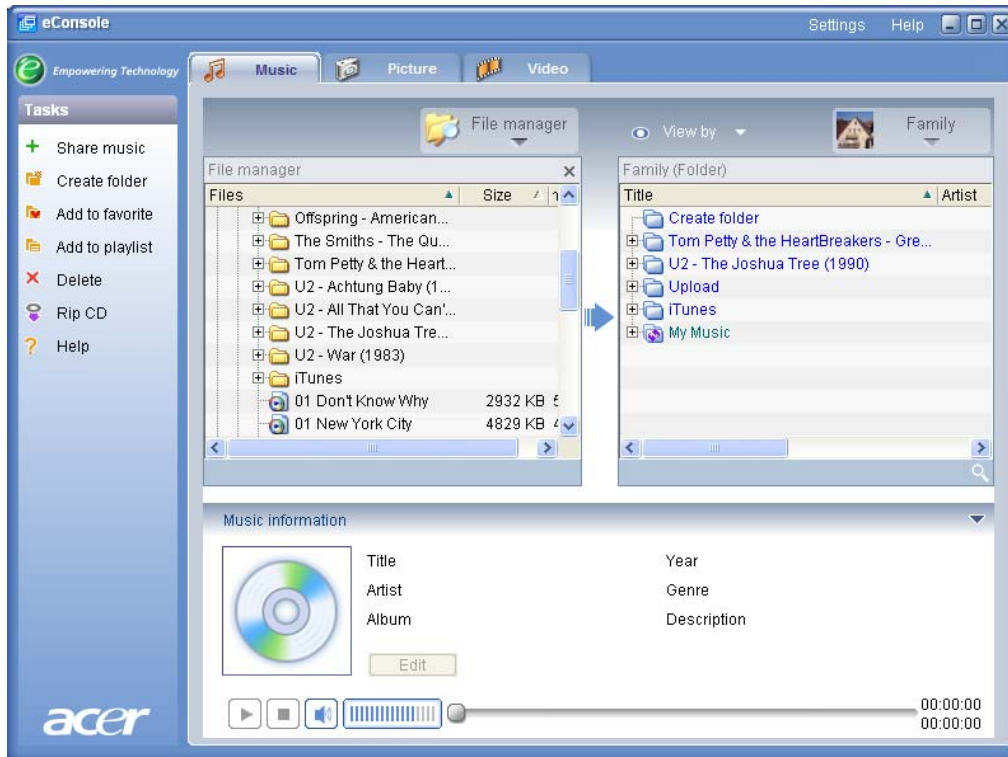 eConsole
Settings Help
Empowering Technology
Music Picture Video
Tasks
Share music
Create folder
Add to favorite
Add to playlist
Delete
Rip CD
Help
File manager
View by
Family
File manager
Files Size
Offspring - American...
The Smiths - The Qu...
Tom Petty & the Heart...
U2 - Achtung Baby (1...
U2 - All That You Can'...
U2 - The Joshua Tre...
U2 - War (1983)
iTunes
01 Don't Know Why 2932 KB
01 New York City 4829 KB
Family (Folder)
Title Artist
Create folder
Tom Petty & the HeartBreakers - Gre...
U2 - The Joshua Tree (1990)
Upload
iTunes
My Music
Music information
Title
Artist
Album
Year
Genre
Description
Edit
00:00:00
00:00:00
acer